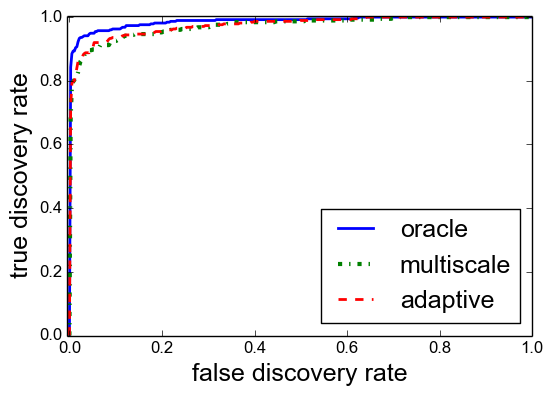 1.0
0.8
0.6
0.4
0.2
0.0
true discovery rate
oracle
multiscale
adaptive
0.0 0.2 0.4 0.6 0.8 1.0
false discovery rate